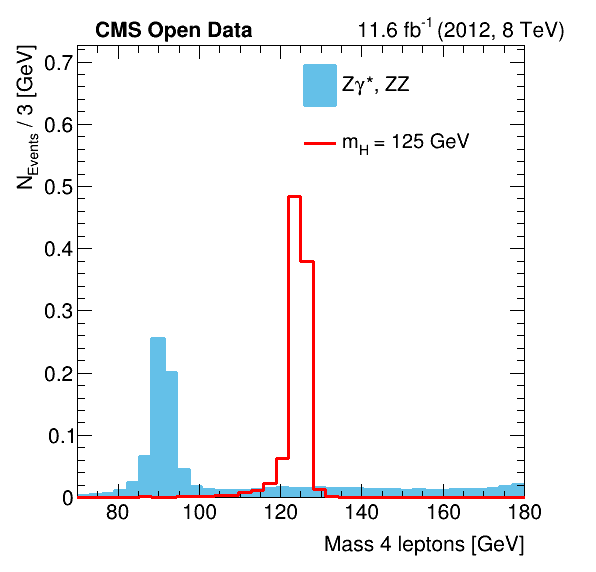 CMS Open Data 11.6 fb⁻¹ (2012, 8 TeV)
N_Events / 3 [GeV]
0.7
0.6
0.5
0.4
0.3
0.2
0.1
0
Zγ*, ZZ
m_H = 125 GeV
80 100 120 140 160 180
Mass 4 leptons [GeV]